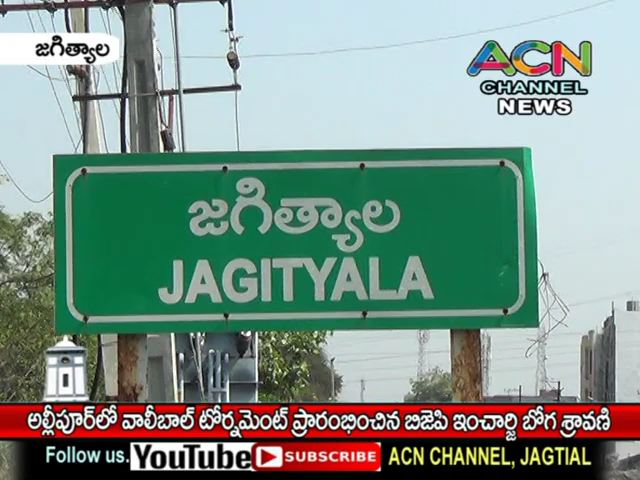 జగిత్యాల
ACN
CHANNEL
NEWS
జగిత్యాల
JAGITYALA
అల్లీపూర్‌లో వాలీబాల్ టోర్నమెంట్ ప్రారంభించిన బిజెపి ఇంచార్జి బోగ శ్రావణి
Follow us. YouTube SUBSCRIBE ACN CHANNEL, JAGTIAL